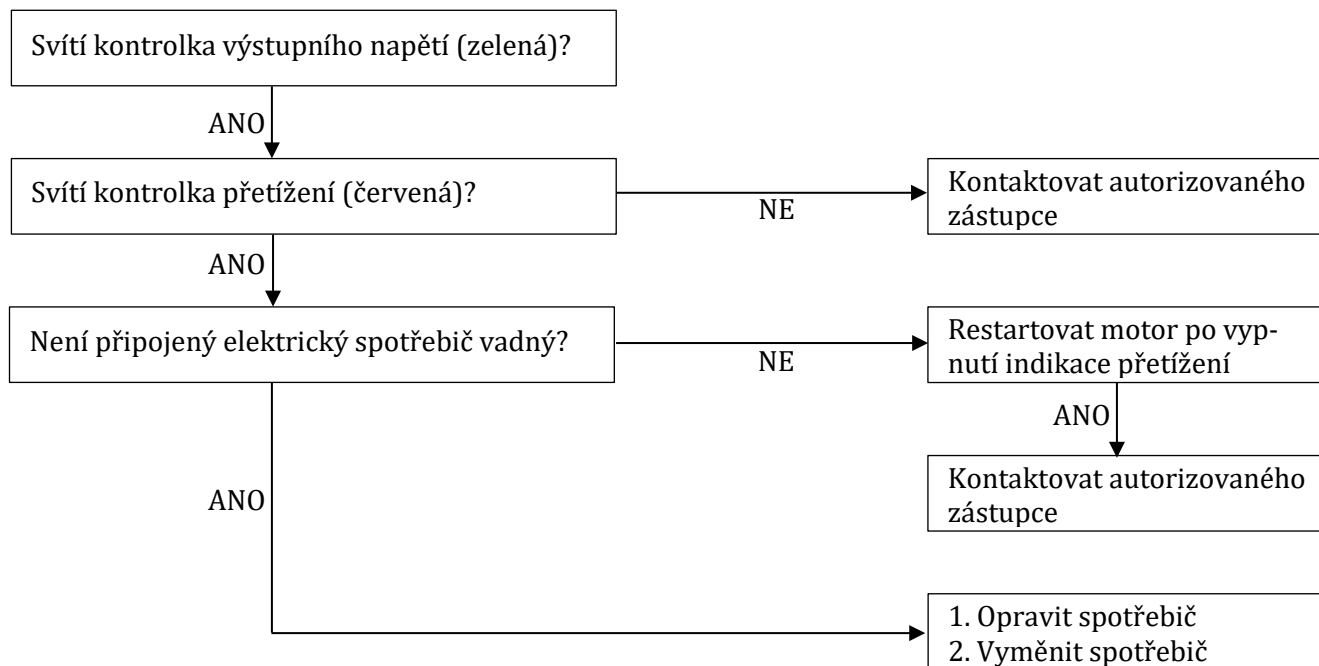 Svítí kontrolka výstupního napětí (zelená)?
ANO
Svítí kontrolka přetížení (červená)?
NE
Kontaktovat autorizovaného
zástupce
ANO
Není připojený elektrický spotřebič vadný?
NE
Restartovat motor po vyp-
nutí indikace přetížení
ANO
Kontaktovat autorizovaného
zástupce
ANO
1. Opravit spotřebič
2. Vyměnit spotřebič